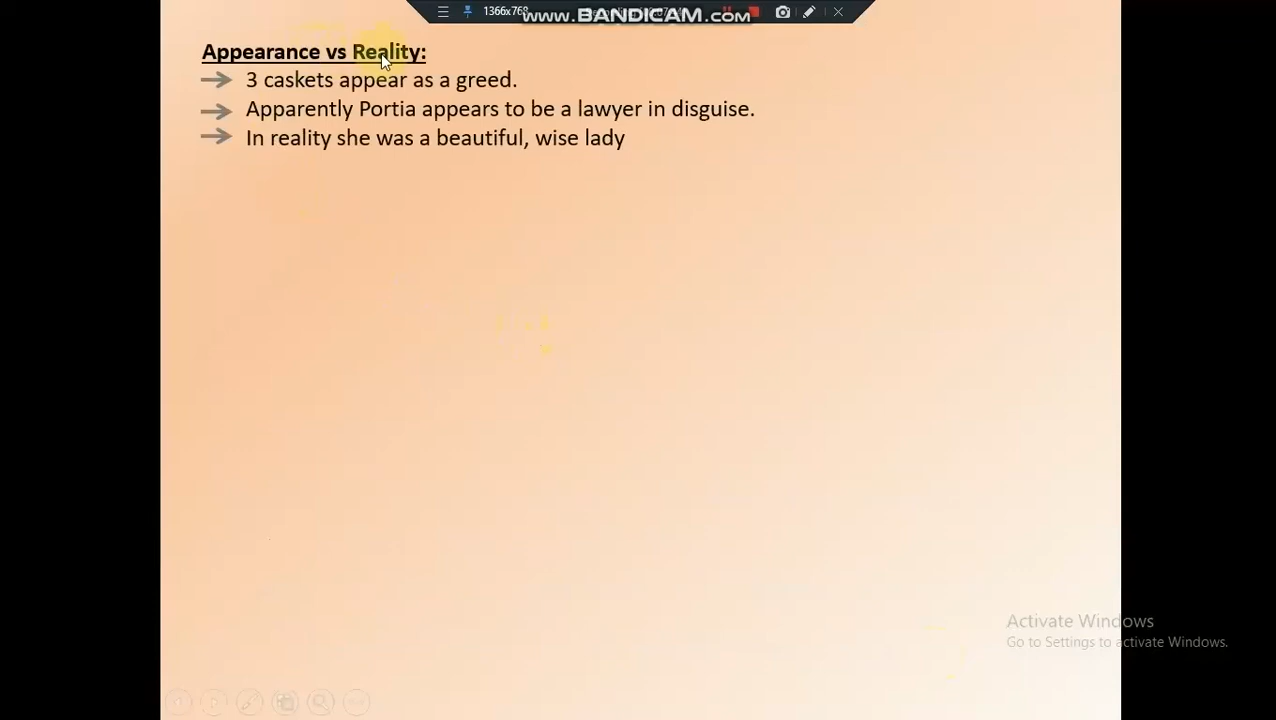 1366x768
www.BANDICAM.com
Appearance vs Reality:
3 caskets appear as a greed.
Apparently Portia appears to be a lawyer in disguise.
In reality she was a beautiful, wise lady
Activate Windows
Go to Settings to activate Windows.